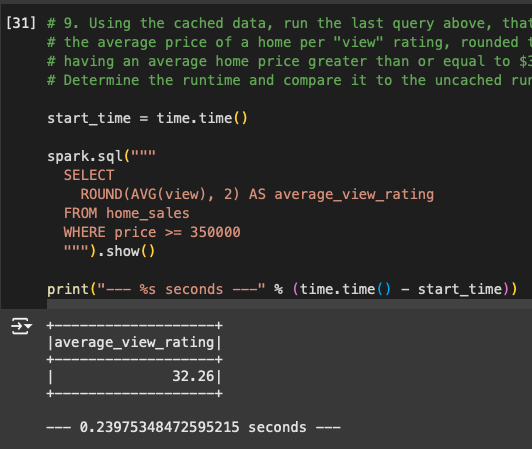 [31] # 9. Using the cached data, run the last query above, that
# the average price of a home per "view" rating, rounded t
# having an average home price greater than or equal to $3
# Determine the runtime and compare it to the uncached run
start_time = time.time()
spark.sql("""
SELECT
ROUND(AVG(view), 2) AS average_view_rating
FROM home_sales
WHERE price >= 350000
""").show()
print("--- %s seconds ---" % (time.time() - start_time))
+-------------------+
|average_view_rating|
+-------------------+
|              32.26|
+-------------------+
--- 0.23975348472595215 seconds ---